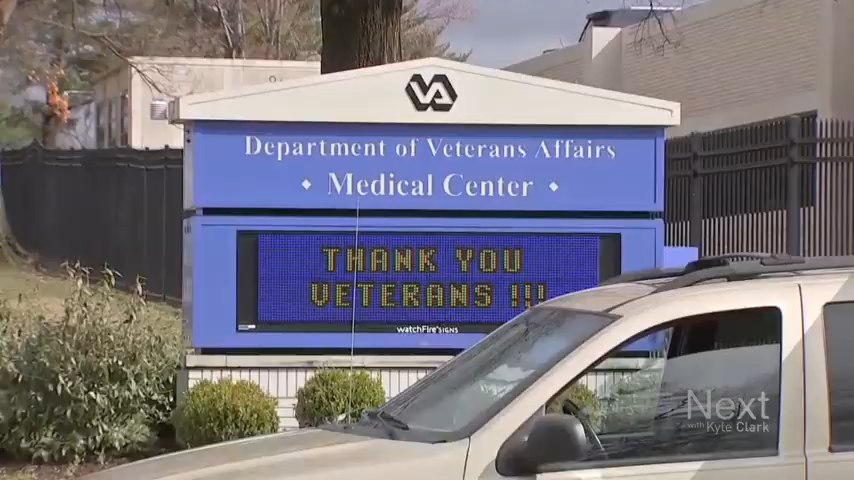 VA
Department of Veterans Affairs
Medical Center
THANK YOU
VETERANS !!!
watchFire SIGNS
Next
with Kyle Clark